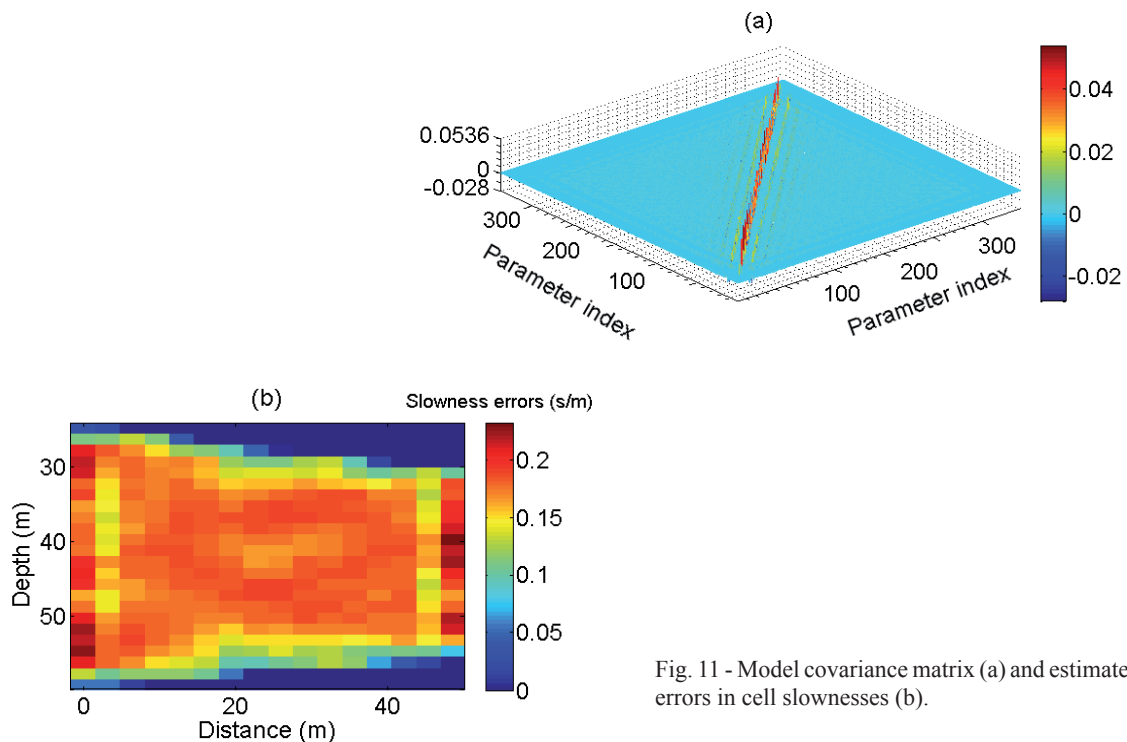 (a)
0.0536
0
-0.028
300
200
100
Parameter index
100
200
300
Parameter index
0.04
0.02
0
-0.02
(b)
Slowness errors (s/m)
30
40
50
Depth (m)
0
20
40
Distance (m)
0.2
0.15
0.1
0.05
0
Fig. 11 - Model covariance matrix (a) and estimate
errors in cell slownesses (b).